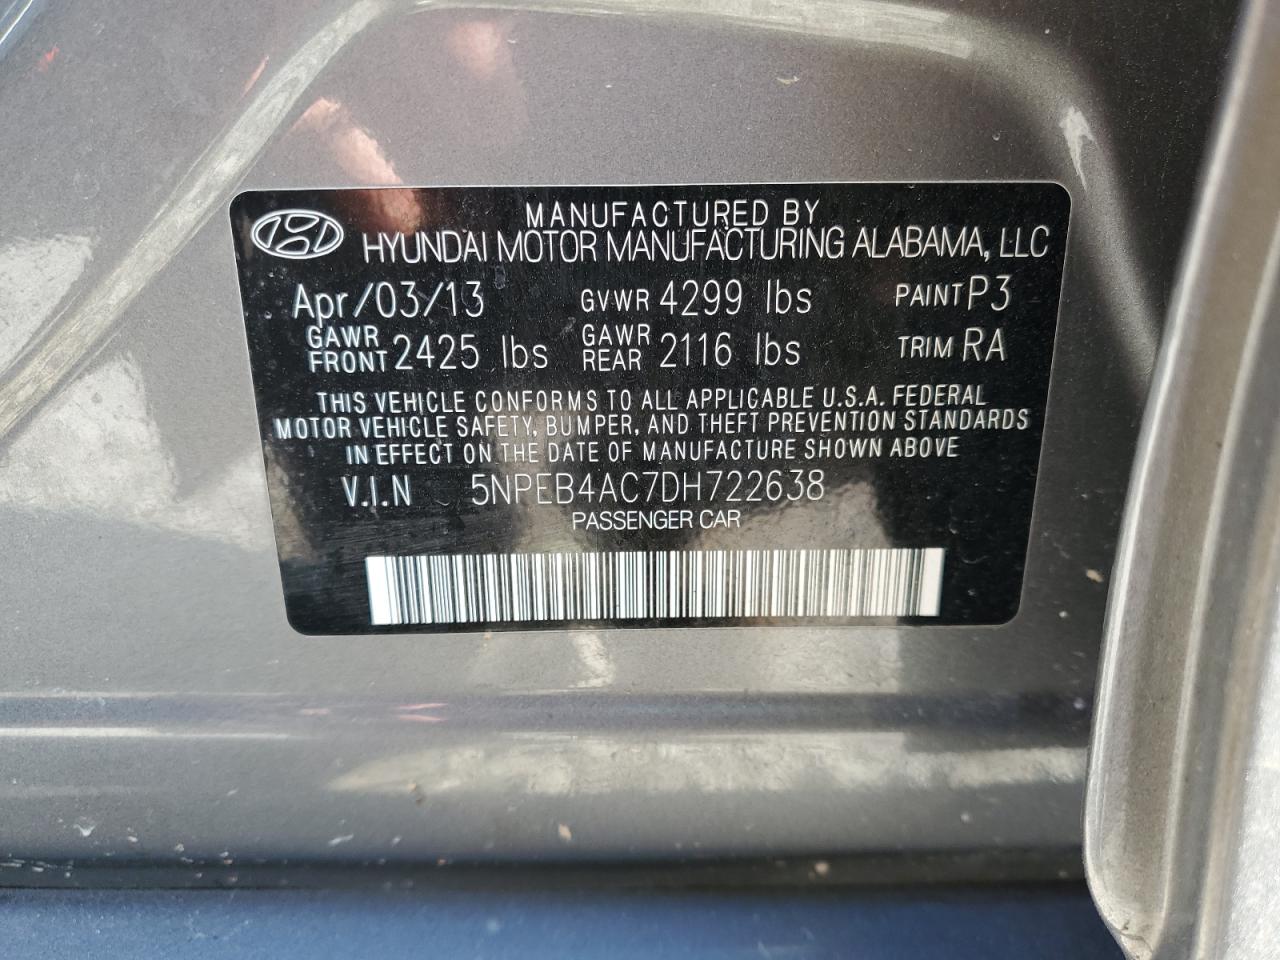 MANUFACTURED BY
HYUNDAI MOTOR MANUFACTURING ALABAMA, LLC
Apr/03/13 GVWR 4299 lbs PAINT P3
GAWR FRONT 2425 lbs GAWR REAR 2116 lbs TRIM RA
THIS VEHICLE CONFORMS TO ALL APPLICABLE U.S.A. FEDERAL
MOTOR VEHICLE SAFETY, BUMPER, AND THEFT PREVENTION STANDARDS
IN EFFECT ON THE DATE OF MANUFACTURE SHOWN ABOVE
V.I.N 5NPEB4AC7DH722638
PASSENGER CAR